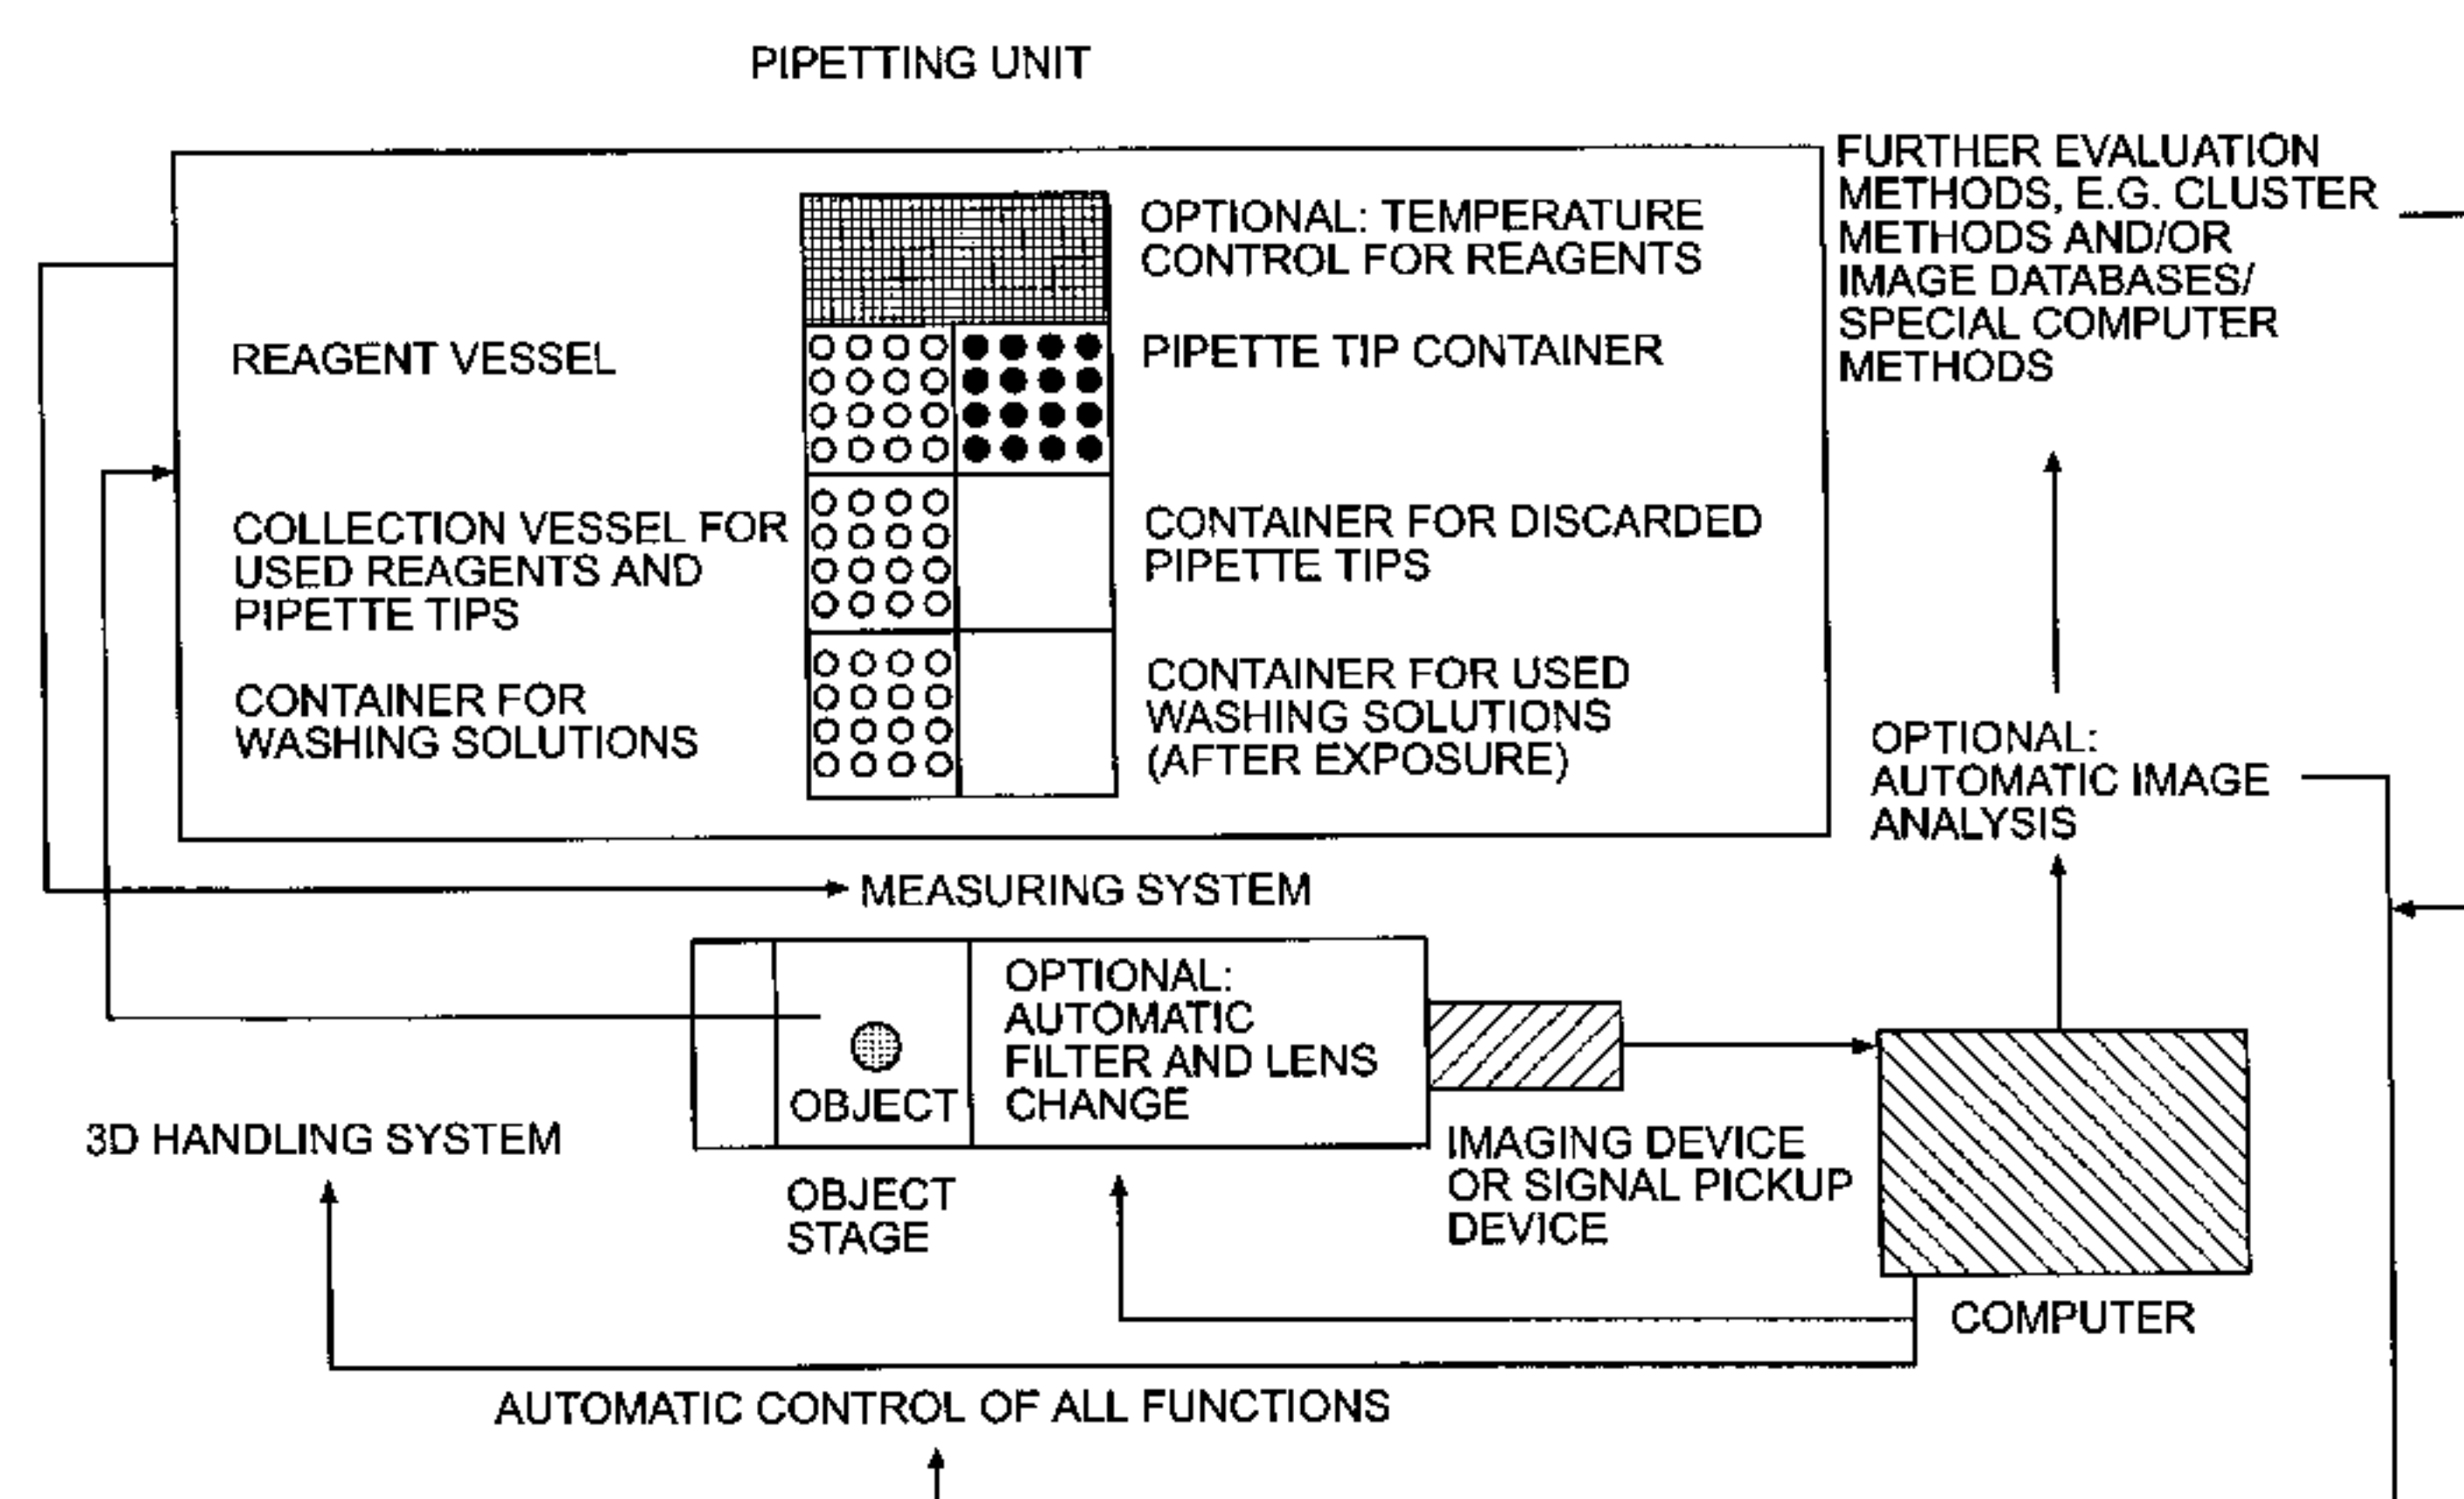 PIPETTING UNIT
OPTIONAL: TEMPERATURE
CONTROL FOR REAGENTS
REAGENT VESSEL
PIPETTE TIP CONTAINER
COLLECTION VESSEL FOR
USED REAGENTS AND
PIPETTE TIPS
CONTAINER FOR DISCARDED
PIPETTE TIPS
CONTAINER FOR
WASHING SOLUTIONS
CONTAINER FOR USED
WASHING SOLUTIONS
(AFTER EXPOSURE)
FURTHER EVALUATION
METHODS, E.G. CLUSTER
METHODS AND/OR
IMAGE DATABASES/
SPECIAL COMPUTER
METHODS
OPTIONAL:
AUTOMATIC IMAGE
ANALYSIS
MEASURING SYSTEM
OPTIONAL:
AUTOMATIC
FILTER AND LENS
CHANGE
OBJECT
3D HANDLING SYSTEM
OBJECT
STAGE
IMAGING DEVICE
OR SIGNAL PICKUP
DEVICE
COMPUTER
AUTOMATIC CONTROL OF ALL FUNCTIONS